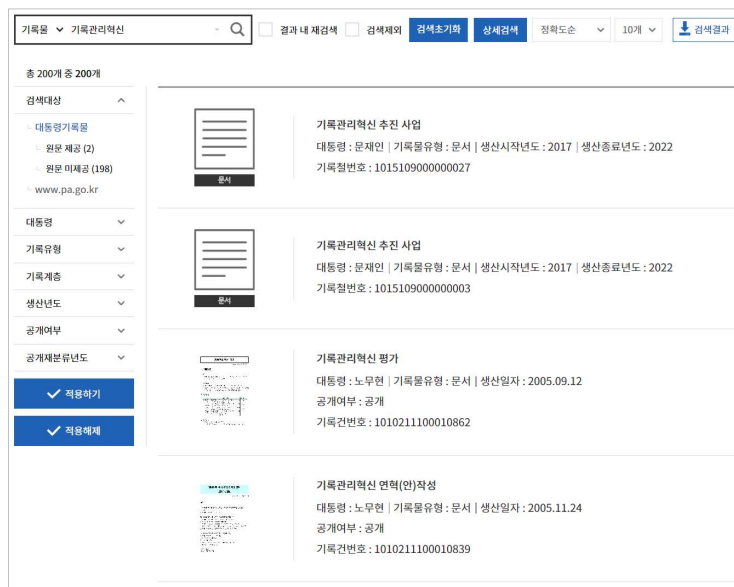 기록물 기록관리혁신 결과 내 재검색 검색제외 검색초기화 상세검색 정확도순 10개 검색결과
총 200개 중 200개
검색대상
대통령기록물
원문 제공 (2)
원문 미제공 (198)
www.pa.go.kr
대통령
기록유형
기록계층
생산년도
공개여부
공개재분류년도
적용하기
적용해제
문서
기록관리혁신 추진 사업
대통령 : 문재인 | 기록물유형 : 문서 | 생산시작년도 : 2017 | 생산종료년도 : 2022
기록철번호 : 1015109000000027
문서
기록관리혁신 추진 사업
대통령 : 문재인 | 기록물유형 : 문서 | 생산시작년도 : 2017 | 생산종료년도 : 2022
기록철번호 : 1015109000000003
기록관리혁신 평가
대통령 : 노무현 | 기록물유형 : 문서 | 생산일자 : 2005.09.12
공개여부 : 공개
기록건번호 : 1010211100010862
기록관리혁신 연혁(안)작성
대통령 : 노무현 | 기록물유형 : 문서 | 생산일자 : 2005.11.24
공개여부 : 공개
기록건번호 : 1010211100010839